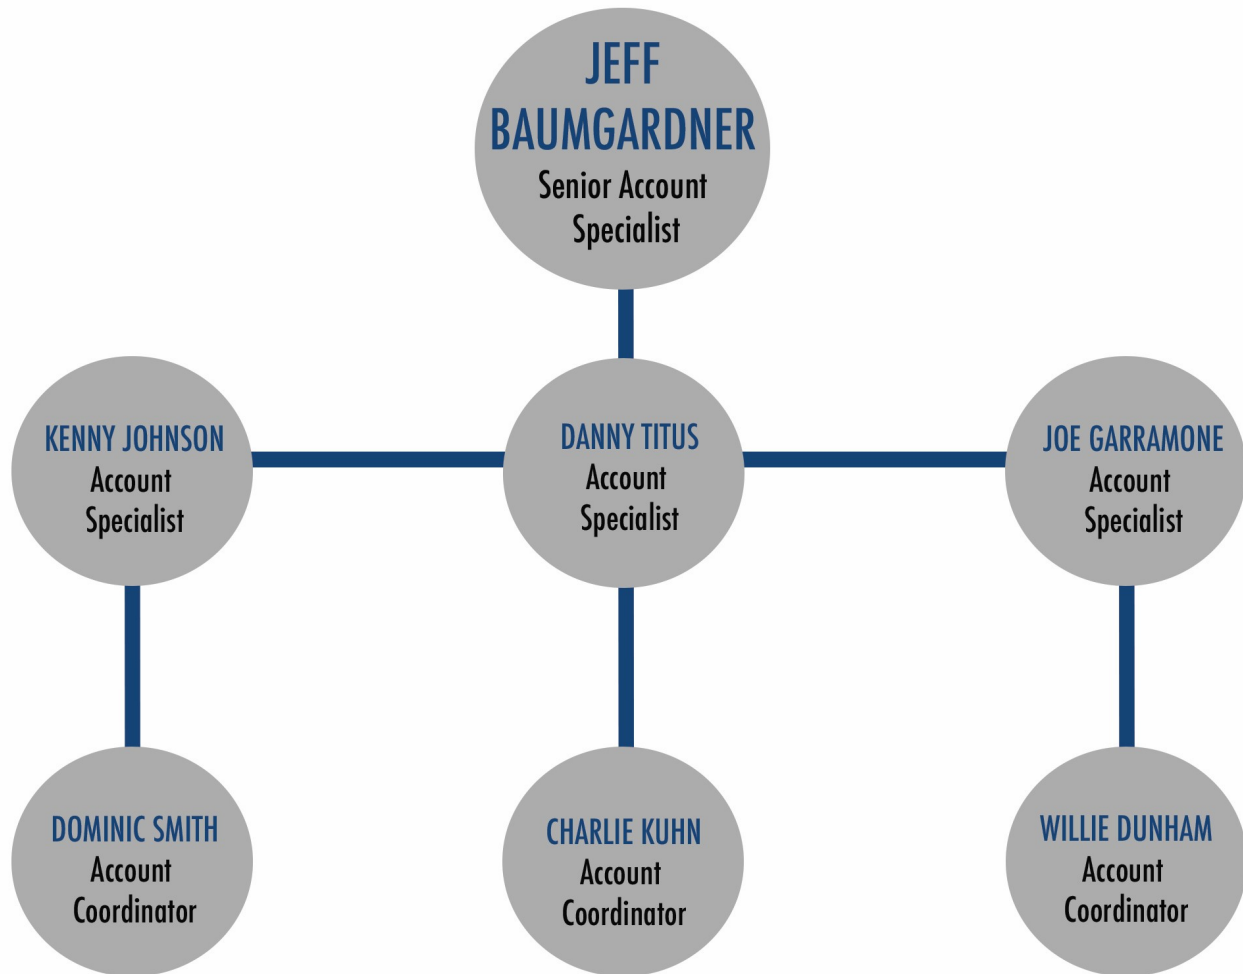 JEFF
BAUMGARDNER
Senior Account
Specialist
KENNY JOHNSON
Account
Specialist
DANNY TITUS
Account
Specialist
JOE GARRAMONE
Account
Specialist
DOMINIC SMITH
Account
Coordinator
CHARLIE KUHN
Account
Coordinator
WILLIE DUNHAM
Account
Coordinator